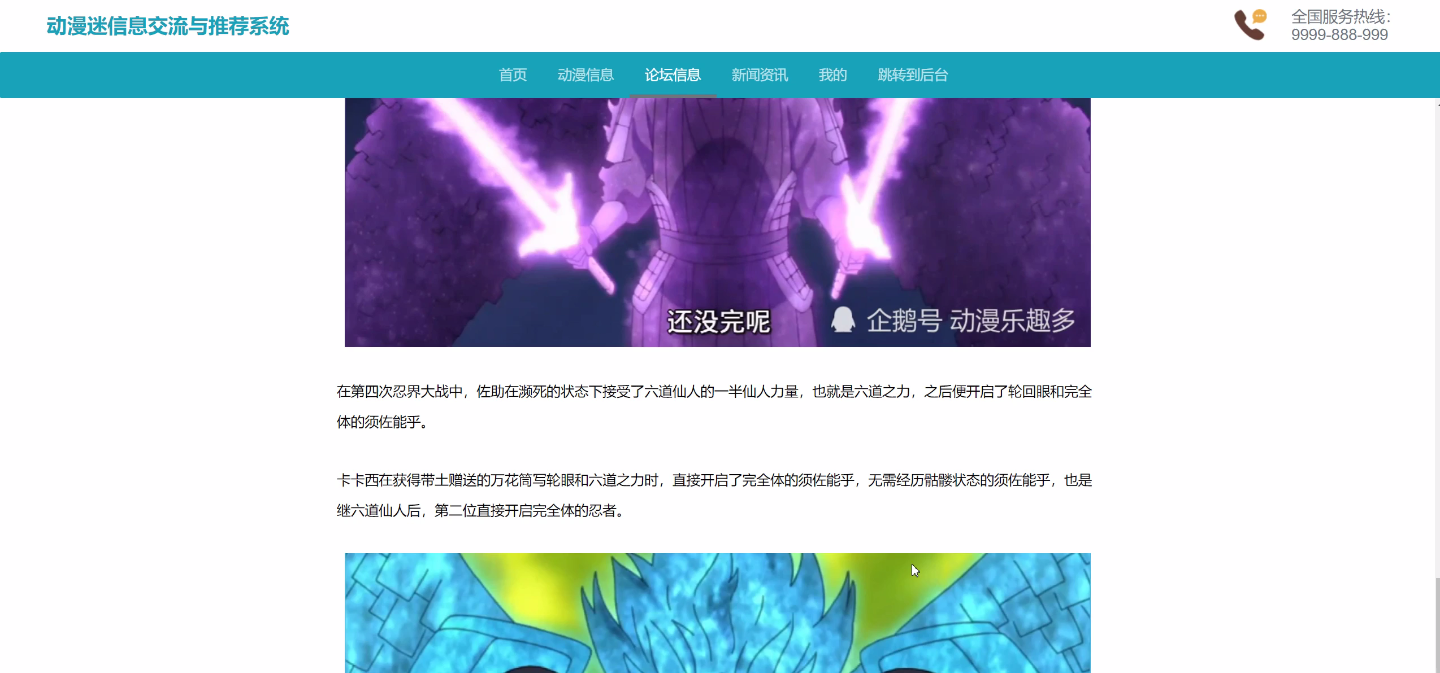 动漫迷信息交流与推荐系统
全国服务热线：
9999-888-999
首页 动漫信息 论坛信息 新闻资讯 我的 跳转到后台
还没完呢
企鹅号 动漫乐趣多
在第四次忍界大战中，佐助在濒死的状态下接受了六道仙人的一半仙人力量，也就是六道之力，之后便开启了轮回眼和完全
体的须佐能乎。
卡卡西在获得带土赠送的万花筒写轮眼和六道之力时，直接开启了完全体的须佐能乎，无需经历骷髅状态的须佐能乎，也是
继六道仙人后，第二位直接开启完全体的忍者。